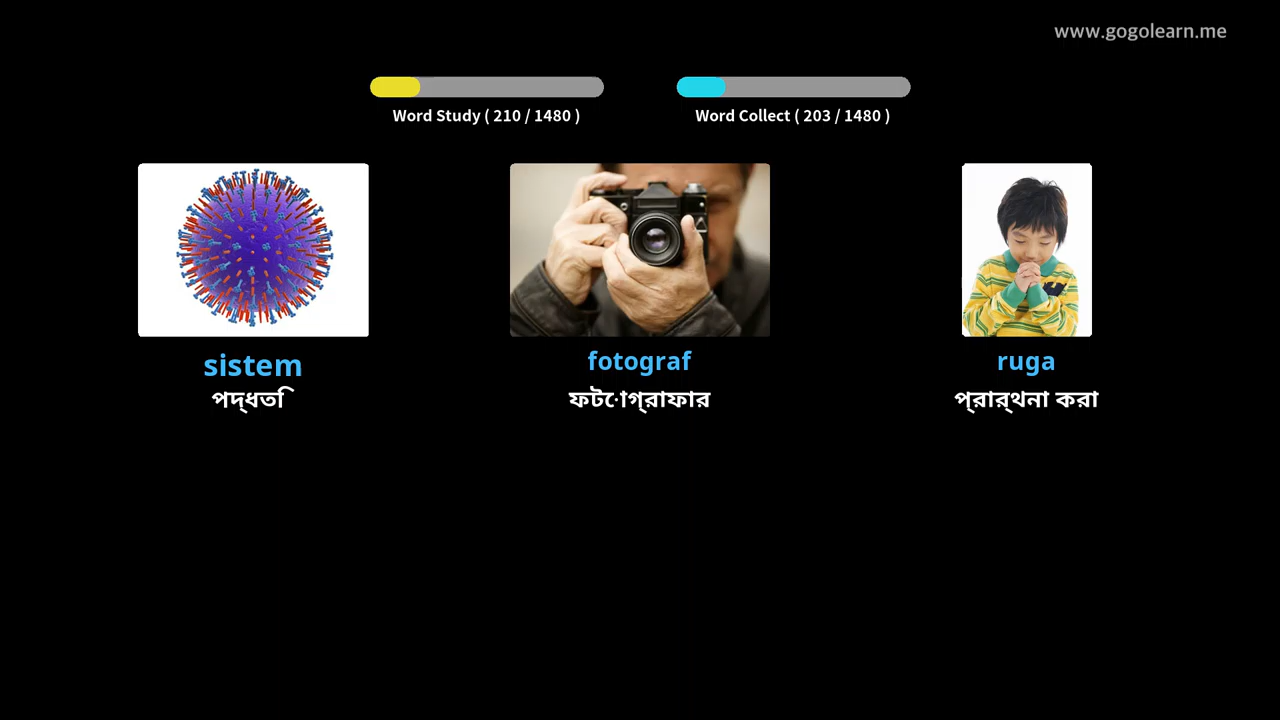 www.gogolearn.me
Word Study ( 210 / 1480 )
Word Collect ( 203 / 1480 )
sistem
পদ্ধতি
fotograf
ফটোগ্রাফার
ruga
প্রার্থনা করা